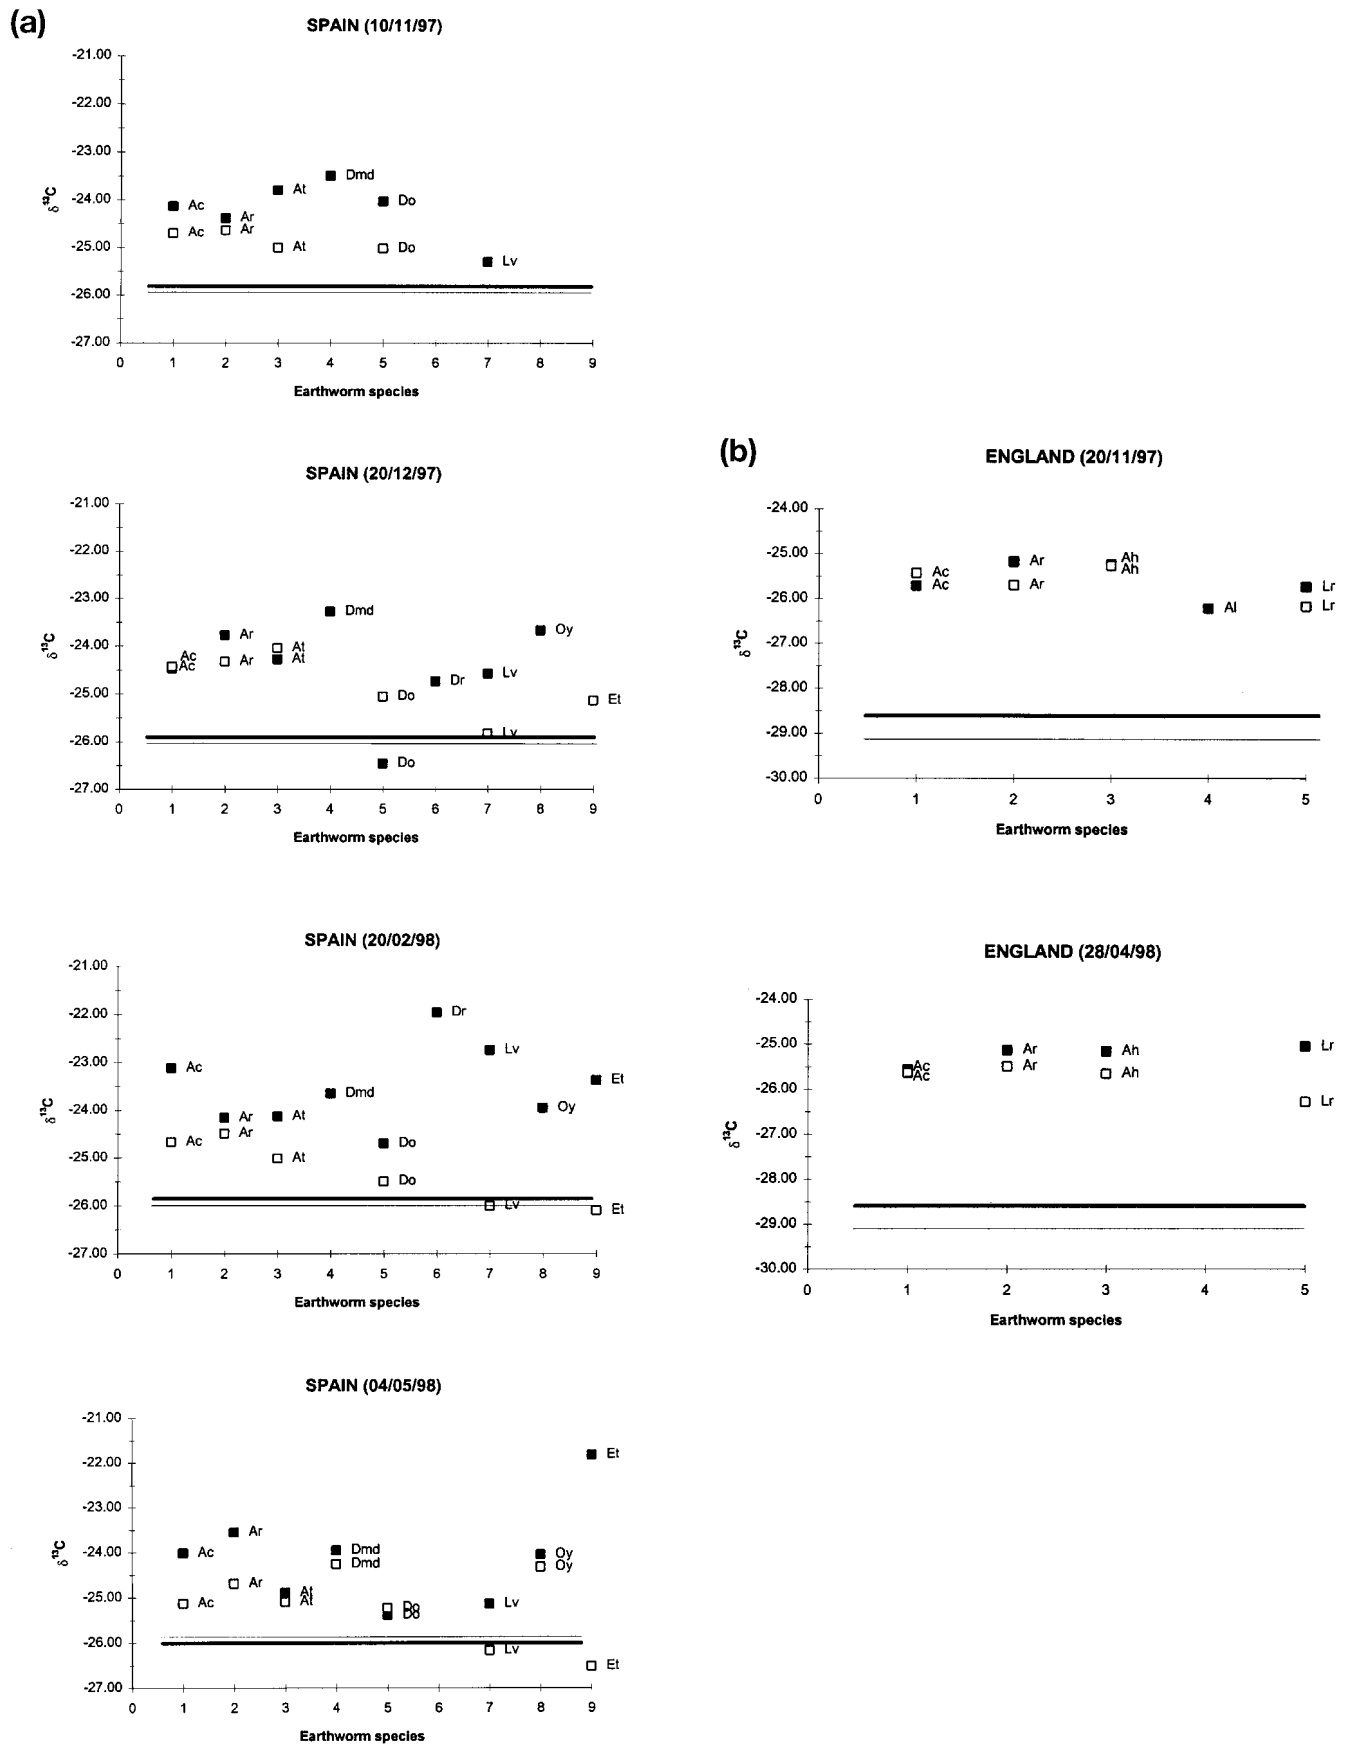 (a)
SPAIN (10/11/97)
-21.00
-22.00
-23.00
-24.00
-25.00
-26.00
-27.00
δ¹³C
Ac
Ac
Ar
Ar
At
At
Dmd
Do
Do
Lv
0 1 2 3 4 5 6 7 8 9
Earthworm species
SPAIN (20/12/97)
-21.00
-22.00
-23.00
-24.00
-25.00
-26.00
-27.00
δ¹³C
Ac
Ac
Ar
Ar
At
At
Dmd
Do
Do
Dr
Lv
Lv
Oy
Et
0 1 2 3 4 5 6 7 8 9
Earthworm species
SPAIN (20/02/98)
-21.00
-22.00
-23.00
-24.00
-25.00
-26.00
-27.00
δ¹³C
Ac
Ac
Ar
Ar
At
At
Dmd
Do
Do
Dr
Lv
Lv
Oy
Et
Et
0 1 2 3 4 5 6 7 8 9
Earthworm species
SPAIN (04/05/98)
-21.00
-22.00
-23.00
-24.00
-25.00
-26.00
-27.00
δ¹³C
Ac
Ac
Ar
Ar
At
At
Dmd
Dmd
Do
Do
Lv
Lv
Oy
Oy
Et
Et
0 1 2 3 4 5 6 7 8 9
Earthworm species
(b)
ENGLAND (20/11/97)
-24.00
-25.00
-26.00
-27.00
-28.00
-29.00
-30.00
δ¹³C
Ac
Ac
Ar
Ar
Ah
Ah
Al
Lr
Lr
0 1 2 3 4 5
Earthworm species
ENGLAND (28/04/98)
-24.00
-25.00
-26.00
-27.00
-28.00
-29.00
-30.00
δ¹³C
Ac
Ac
Ar
Ar
Ah
Ah
Lr
Lr
0 1 2 3 4 5
Earthworm species